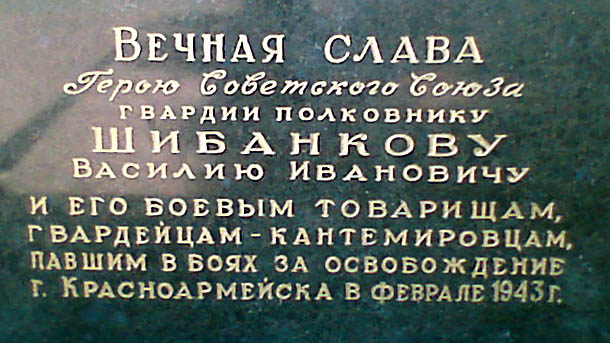 Вечная слава
Герою Советского Союза
гвардии полковнику
Шибанкову
Василию Ивановичу
и его боевым товарищам,
гвардейцам-кантемировцам,
павшим в боях за освобождение
г. Красноармейска в феврале 1943 г.